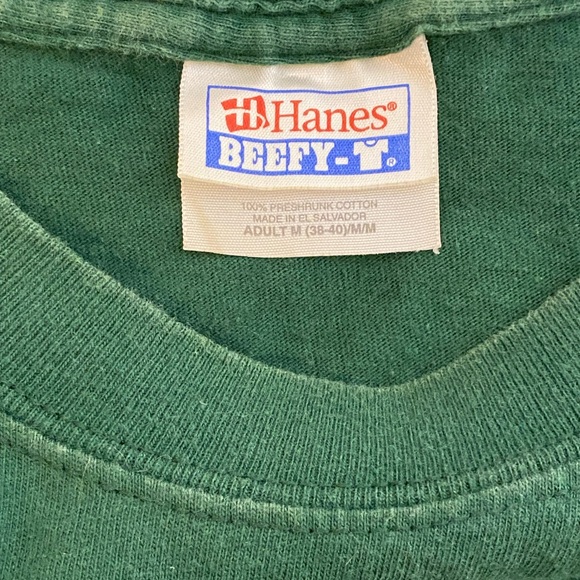 Hanes®
BEEFY-T®
100% PRESHRUNK COTTON
MADE IN EL SALVADOR
ADULT M (38-40)/M/M